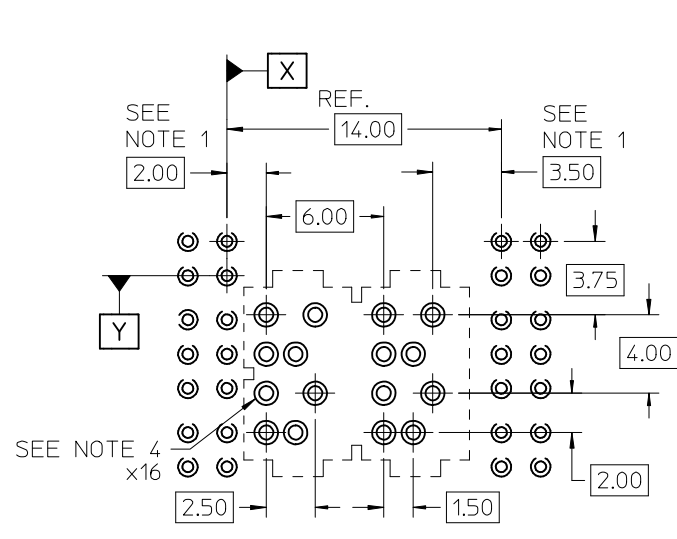 X
REF.
14.00
SEE
NOTE 1
SEE
NOTE 1
2.00
3.50
6.00
3.75
Y
4.00
SEE NOTE 4
x16
2.00
2.50
1.50